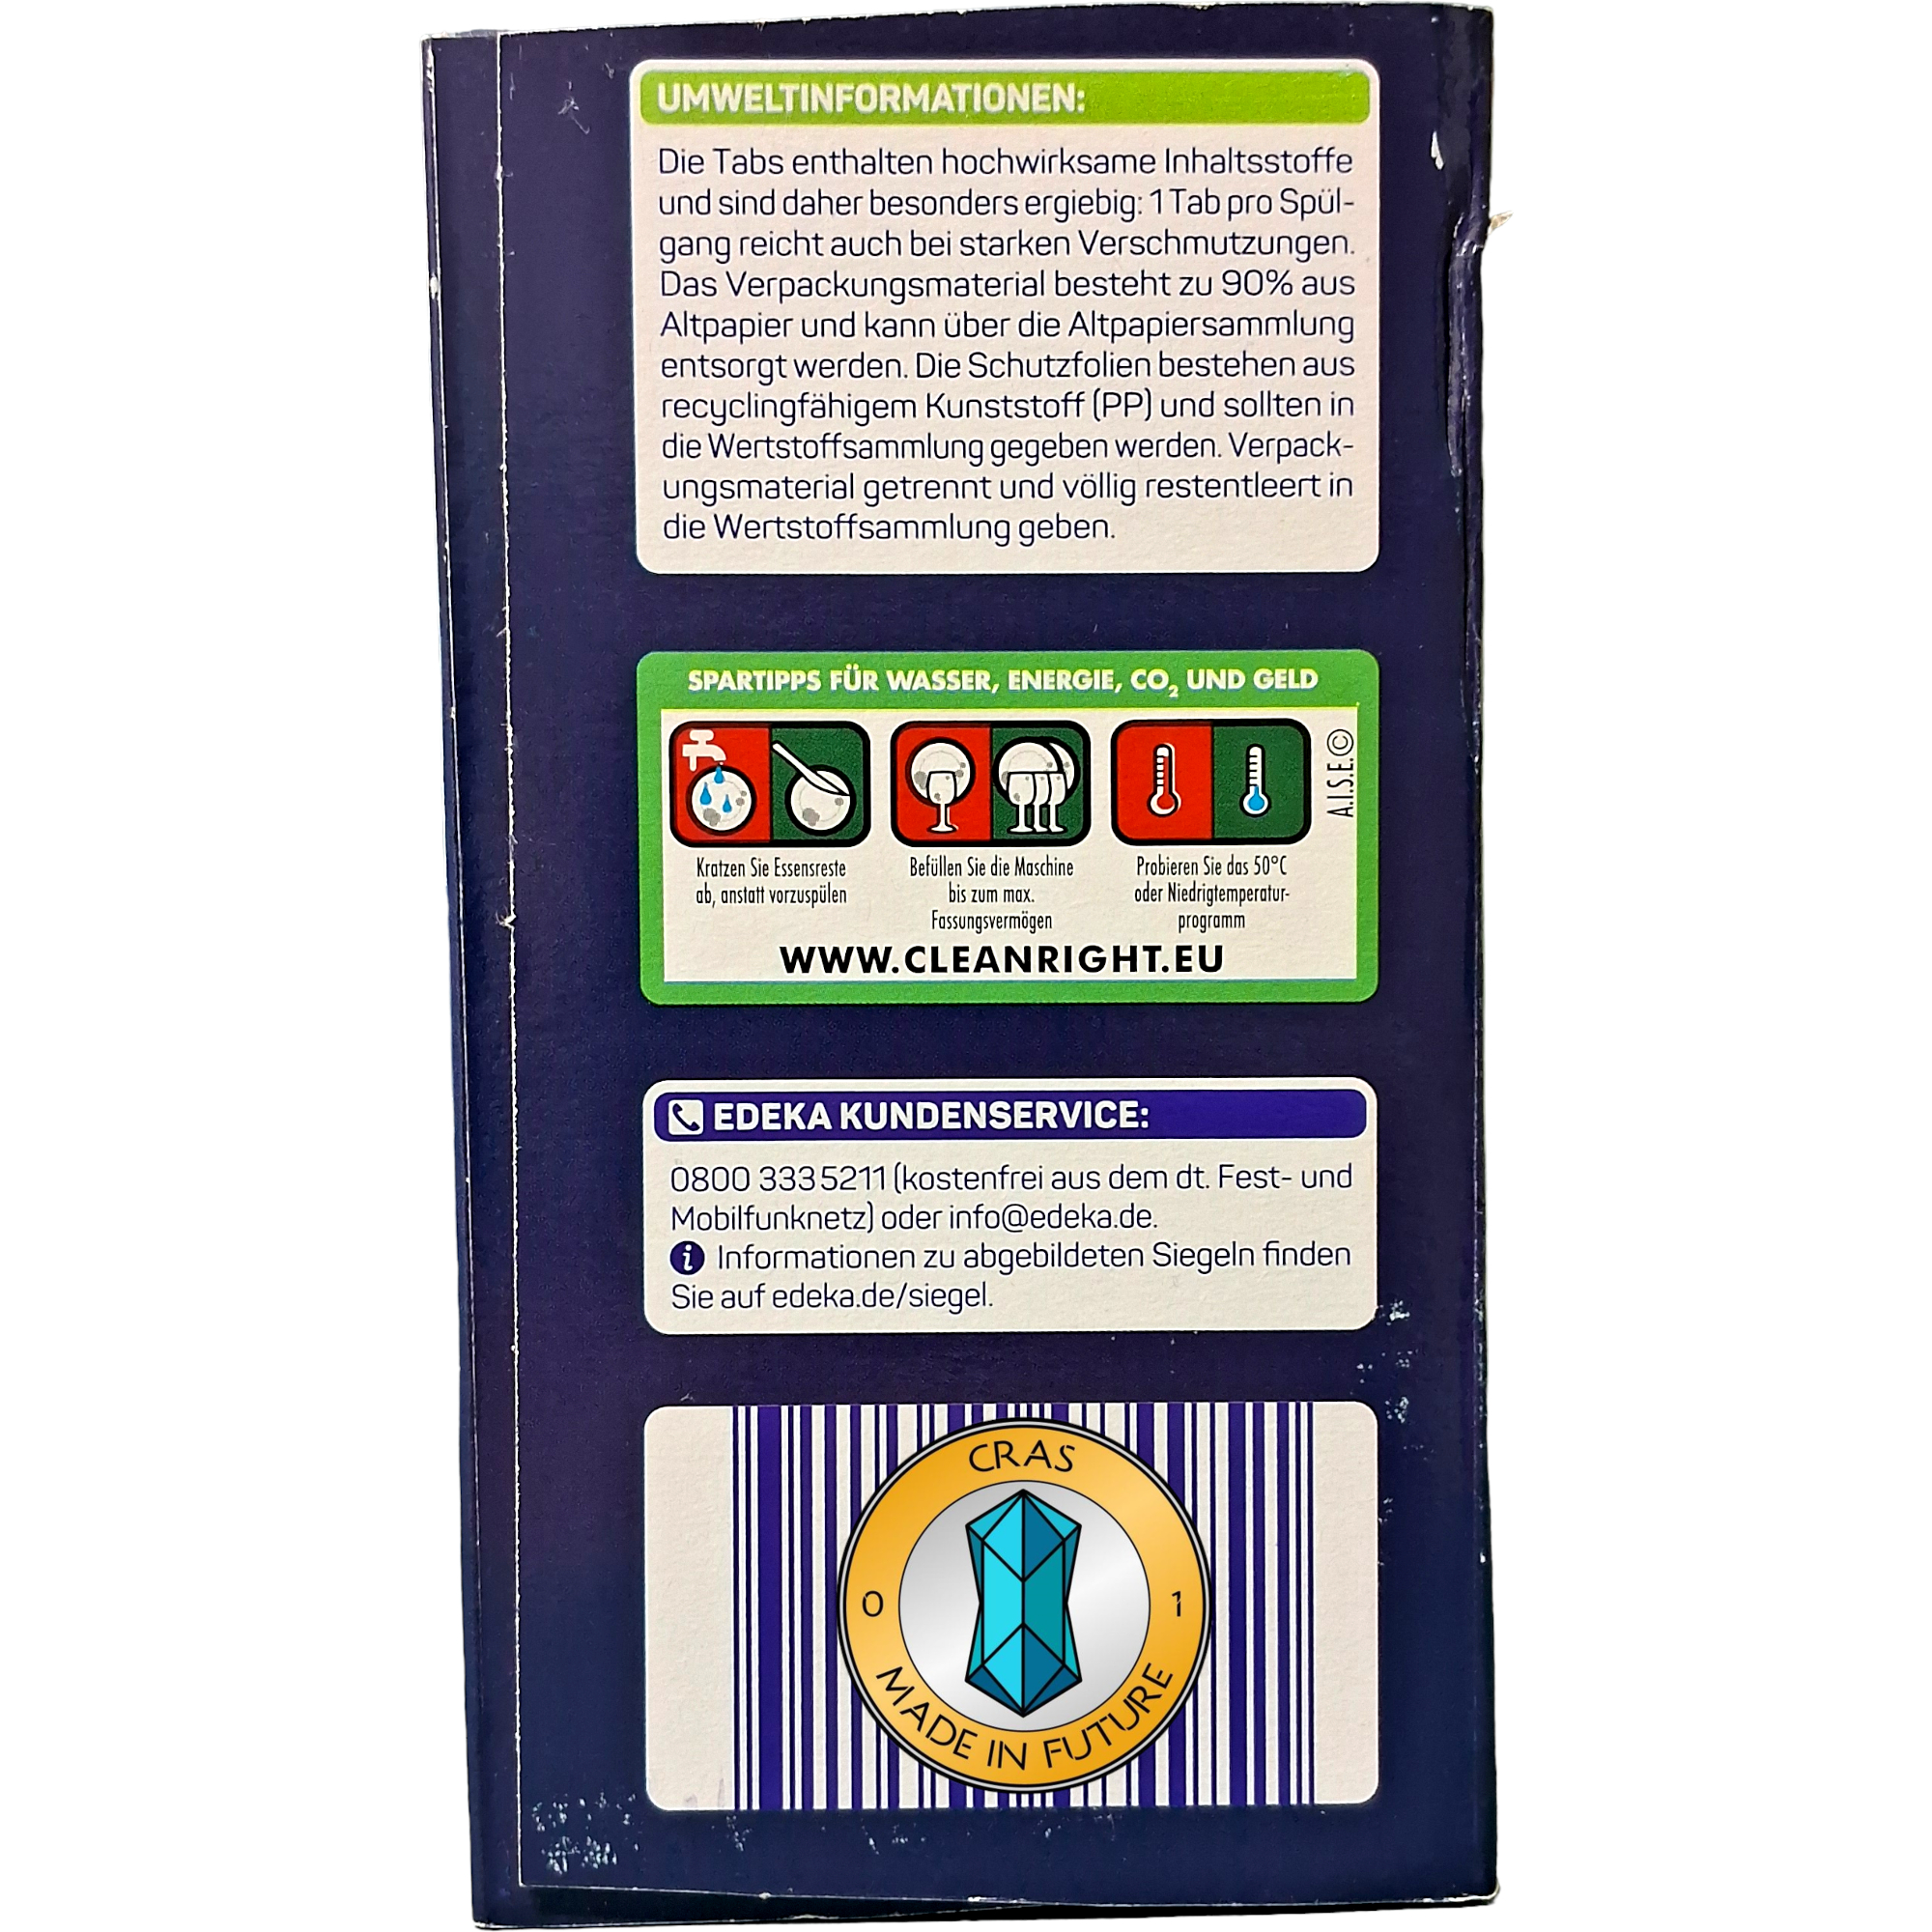 UMWELTINFORMATIONEN:
Die Tabs enthalten hochwirksame Inhaltsstoffe
und sind daher besonders ergiebig: 1 Tab pro Spül-
gang reicht auch bei starken Verschmutzungen.
Das Verpackungsmaterial besteht zu 90% aus
Altpapier und kann über die Altpapiersammlung
entsorgt werden. Die Schutzfolien bestehen aus
recyclingfähigem Kunststoff (PP) und sollten in
die Wertstoffsammlung gegeben werden. Verpack-
ungsmaterial getrennt und völlig restentleert in
die Wertstoffsammlung geben.
SPARTIPPS FÜR WASSER, ENERGIE, CO₂ UND GELD
A.I.S.E.©
Kratzen Sie Essensreste
ab, anstatt vorzuspülen
Befüllen Sie die Maschine
bis zum max.
Fassungsvermögen
Probieren Sie das 50°C
oder Niedrigtemperatur-
programm
WWW.CLEANRIGHT.EU
EDEKA KUNDENSERVICE:
0800 3335211 (kostenfrei aus dem dt. Fest- und
Mobilfunknetz) oder info@edeka.de.
i Informationen zu abgebildeten Siegeln finden
Sie auf edeka.de/siegel.
CRAS
0 1
MADE IN FUTURE